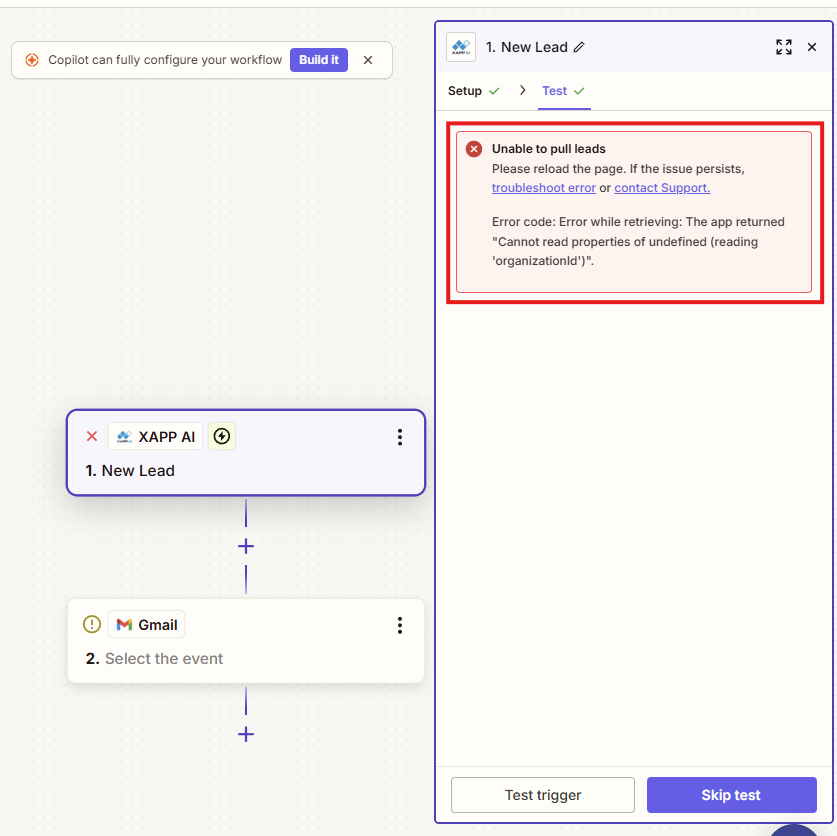 Copilot can fully configure your workflow
Build it
XAPP AI
1. New Lead
Gmail
2. Select the event
XAPP AI
1. New Lead
Setup
Test
Unable to pull leads
Please reload the page. If the issue persists,
troubleshoot error or contact Support.
Error code: Error while retrieving: The app returned
"Cannot read properties of undefined (reading
'organizationId')".
Test trigger
Skip test